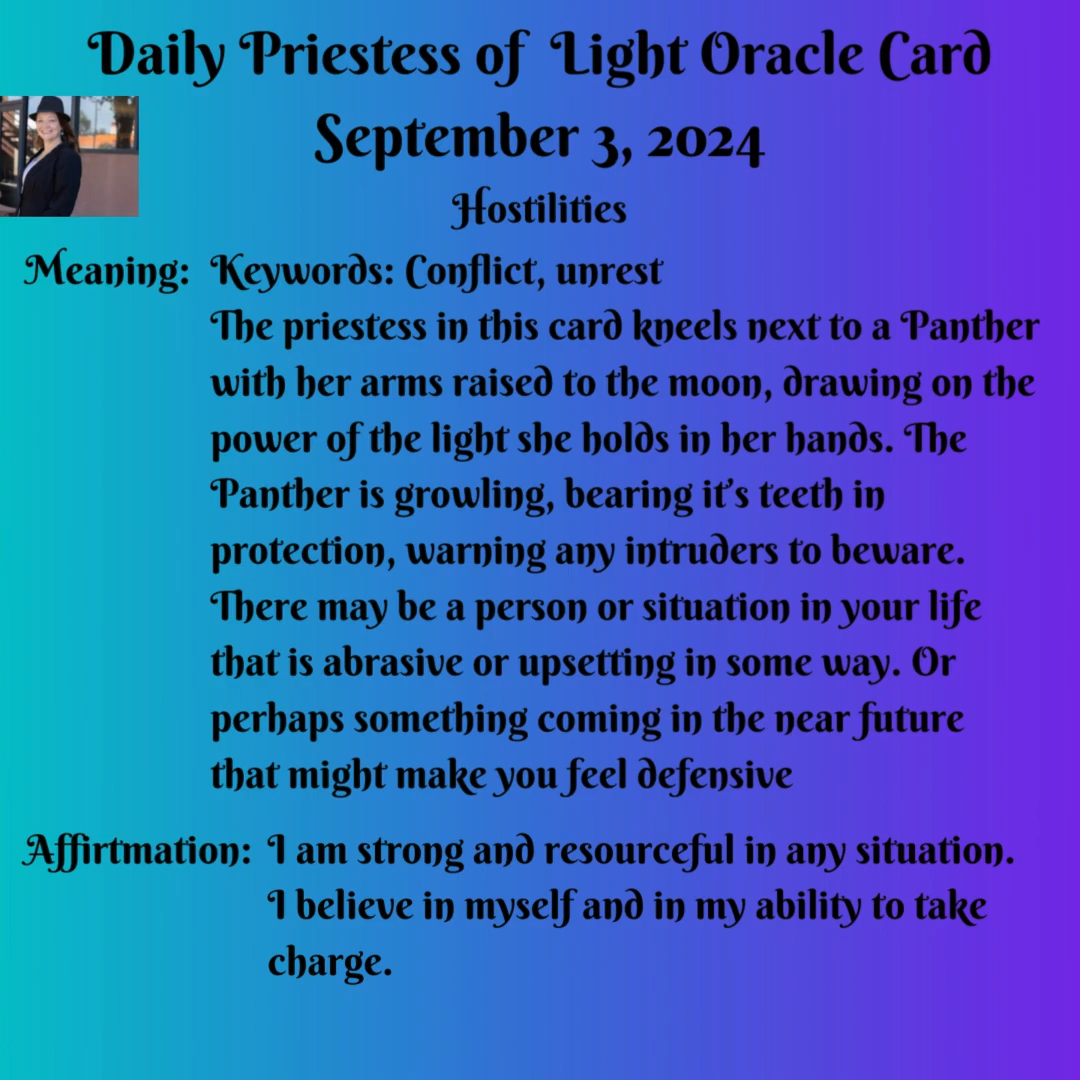 Daily Priestess of Light Oracle Card
September 3, 2024
Hostilities
Meaning: Keywords: Conflict, unrest
The priestess in this card kneels next to a Panther
with her arms raised to the moon, drawing on the
power of the light she holds in her hands. The
Panther is growling, bearing it's teeth in
protection, warning any intruders to beware.
There may be a person or situation in your life
that is abrasive or upsetting in some way. Or
perhaps something coming in the near future
that might make you feel defensive
Affirtmation: I am strong and resourceful in any situation.
I believe in myself and in my ability to take
charge.